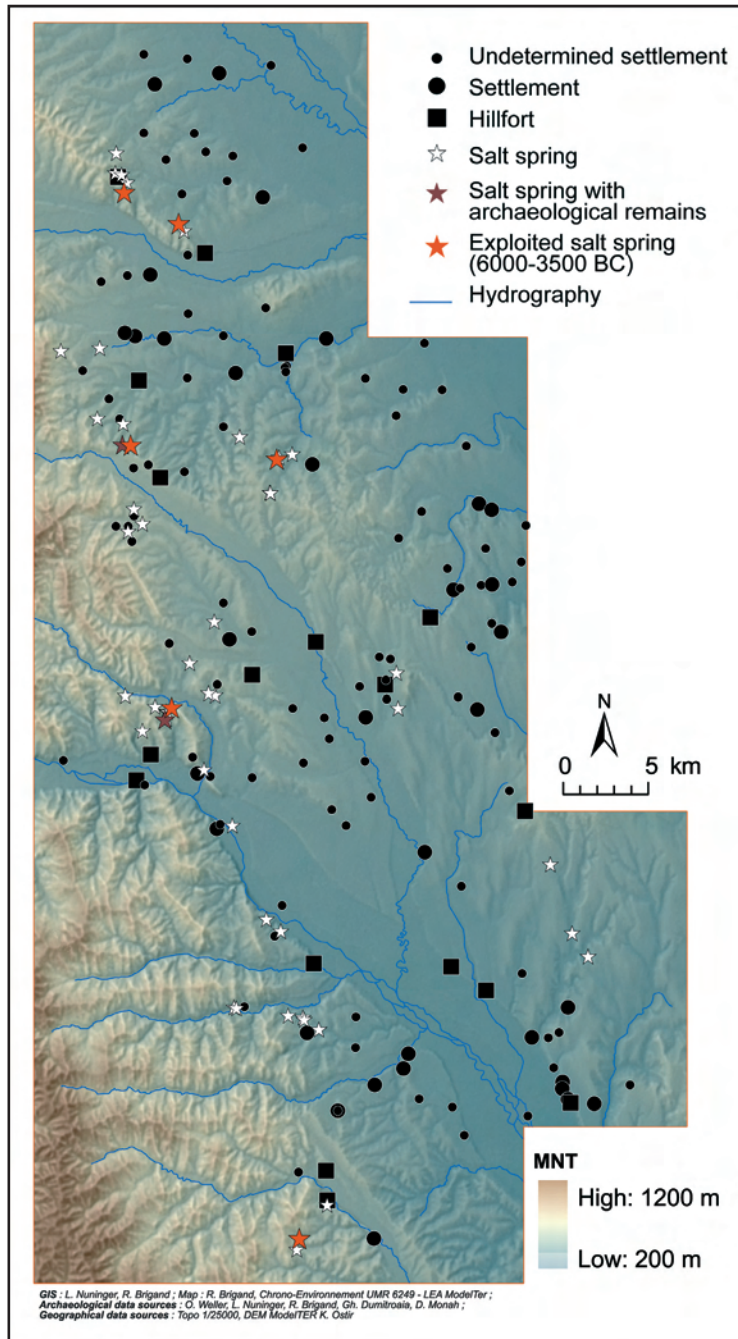 Undetermined settlement
Settlement
Hillfort
Salt spring
Salt spring with
archaeological remains
Exploited salt spring
(6000-3500 BC)
Hydrography
N
0 5 km
MNT
High: 1200 m
Low: 200 m
GIS : L. Nuninger, R. Brigand ; Map : R. Brigand, Chrono-Environnement UMR 6249 - LEA ModelTer ;
Archaeological data sources : O. Weller, L. Nuninger, R. Brigand, Gh. Dumitroaia, D. Monah ;
Geographical data sources : Topo 1/25000, DEM ModelTER K. Ostir